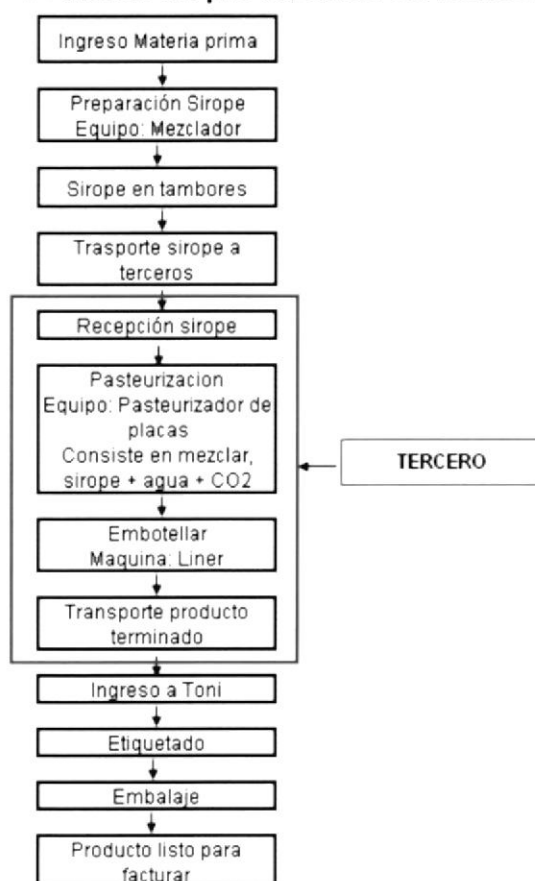 Ingreso Materia prima
Preparación Sirope
Equipo: Mezclador
Sirope en tambores
Trasporte sirope a
terceros
Recepción sirope
Pasteurizacion
Equipo: Pasteurizador de
placas
Consiste en mezclar,
sirope + agua + CO2
TERCERO
Embotellar
Maquina: Liner
Transporte producto
terminado
Ingreso a Toni
Etiquetado
Embalaje
Producto listo para
facturar